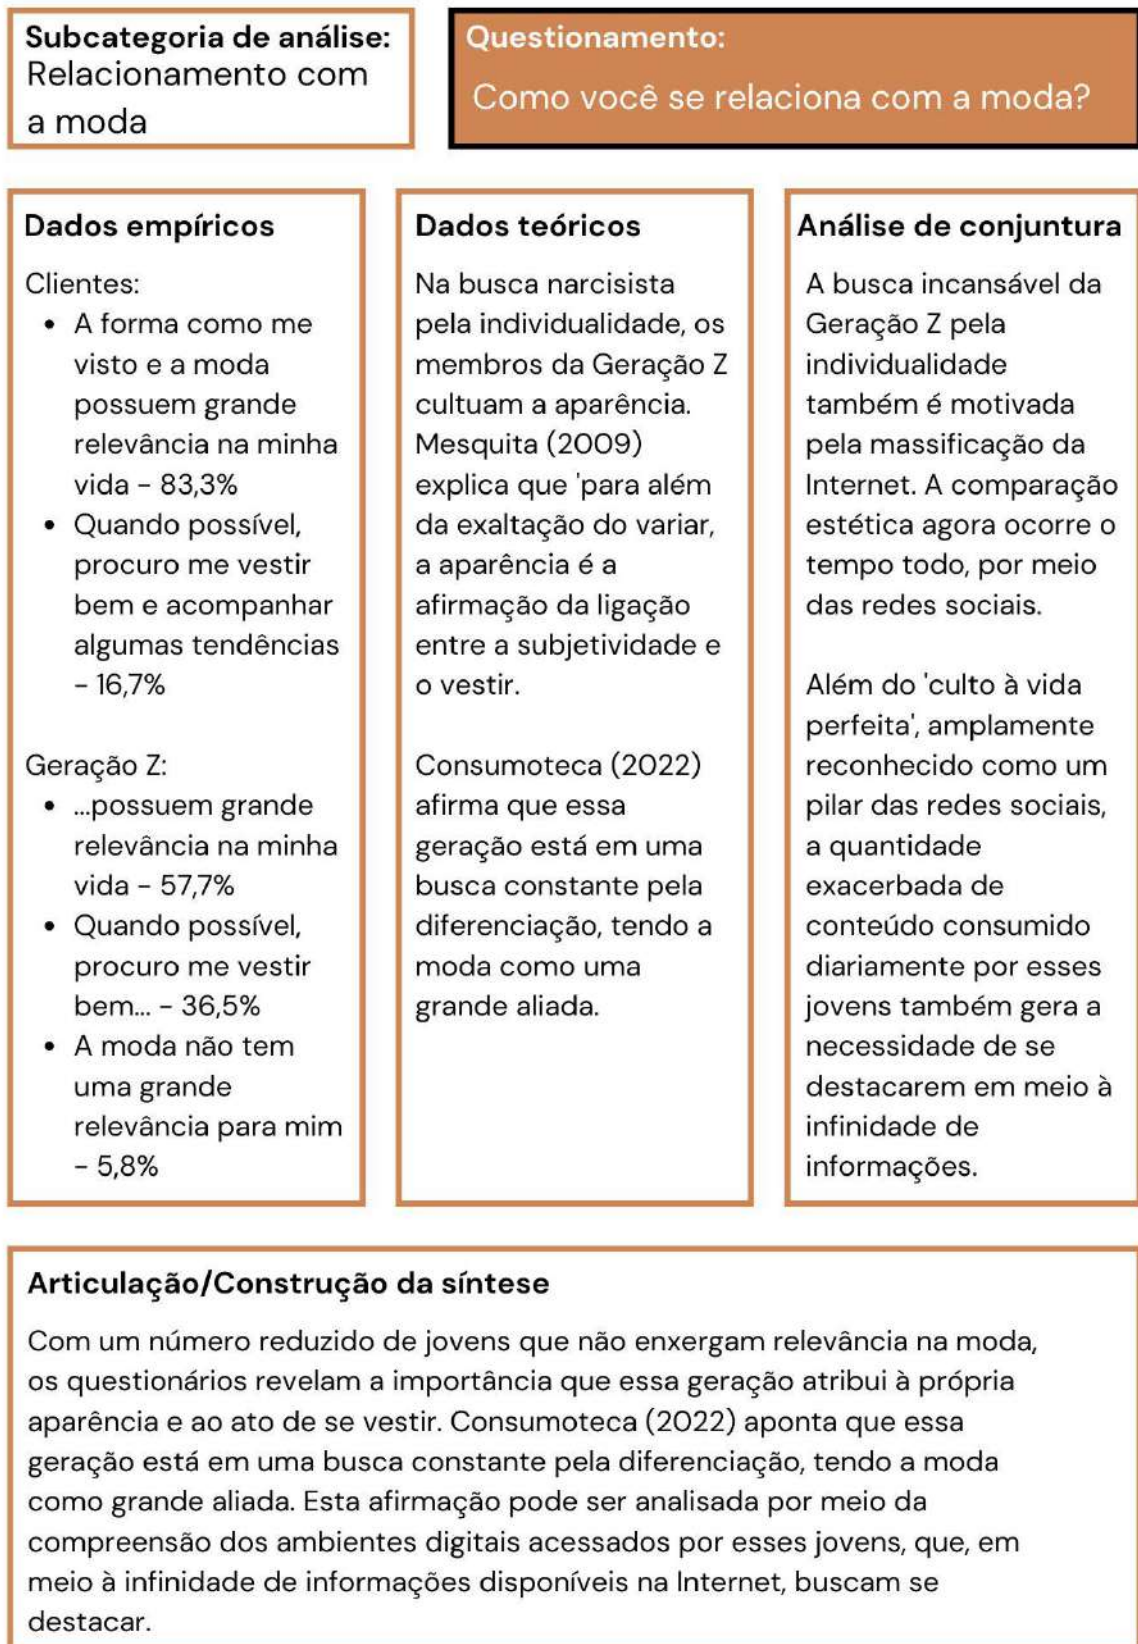 Subcategoria de análise:
Relacionamento com
a moda
Questionamento:
Como você se relaciona com a moda?
Dados empíricos
Clientes:
• A forma como me
visto e a moda
possuem grande
relevância na minha
vida – 83,3%
• Quando possível,
procuro me vestir
bem e acompanhar
algumas tendências
– 16,7%
Geração Z:
• ...possuem grande
relevância na minha
vida – 57,7%
• Quando possível,
procuro me vestir
bem... – 36,5%
• A moda não tem
uma grande
relevância para mim
– 5,8%
Dados teóricos
Na busca narcisista
pela individualidade, os
membros da Geração Z
cultuam a aparência.
Mesquita (2009)
explica que 'para além
da exaltação do variar,
a aparência é a
afirmação da ligação
entre a subjetividade e
o vestir.
Consumoteca (2022)
afirma que essa
geração está em uma
busca constante pela
diferenciação, tendo a
moda como uma
grande aliada.
Análise de conjuntura
A busca incansável da
Geração Z pela
individualidade
também é motivada
pela massificação da
Internet. A comparação
estética agora ocorre o
tempo todo, por meio
das redes sociais.
Além do 'culto à vida
perfeita', amplamente
reconhecido como um
pilar das redes sociais,
a quantidade
exacerbada de
conteúdo consumido
diariamente por esses
jovens também gera a
necessidade de se
destacarem em meio à
infinidade de
informações.
Articulação/Construção da síntese
Com um número reduzido de jovens que não enxergam relevância na moda,
os questionários revelam a importância que essa geração atribui à própria
aparência e ao ato de se vestir. Consumoteca (2022) aponta que essa
geração está em uma busca constante pela diferenciação, tendo a moda
como grande aliada. Esta afirmação pode ser analisada por meio da
compreensão dos ambientes digitais acessados por esses jovens, que, em
meio à infinidade de informações disponíveis na Internet, buscam se
destacar.